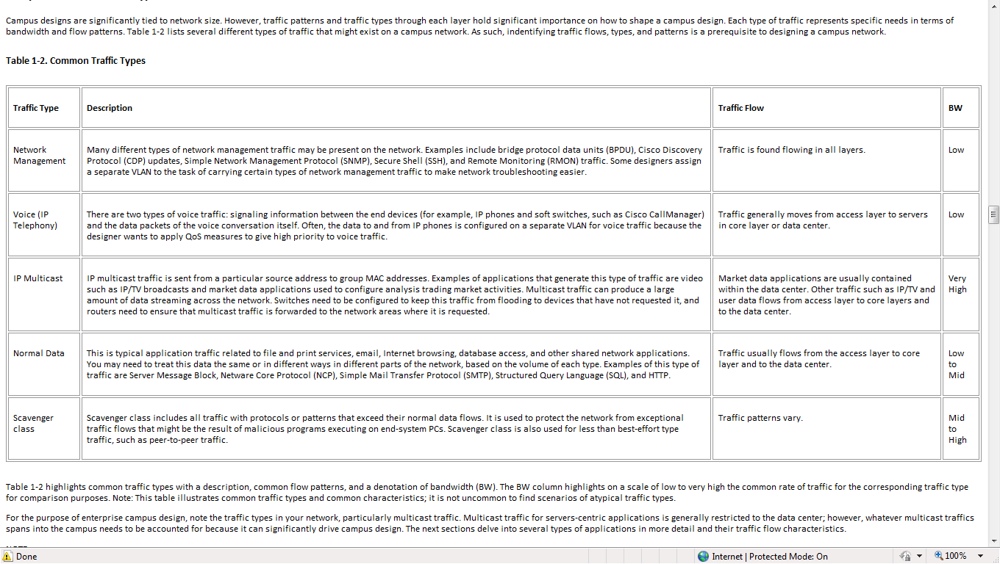 Campus designs are significantly tied to network size. However, traffic patterns and traffic types through each layer hold significant importance on how to shape a campus design. Each type of traffic represents specific needs in terms of
bandwidth and flow patterns. Table 1-2 lists several different types of traffic that might exist on a campus network. As such, indentifying traffic flows, types, and patterns is a prerequisite to designing a campus network.
Table 1-2. Common Traffic Types
Traffic Type
Description
Traffic Flow
BW
Network
Management
Many different types of network management traffic may be present on the network. Examples include bridge protocol data units (BPDU), Cisco Discovery
Protocol (CDP) updates, Simple Network Management Protocol (SNMP), Secure Shell (SSH), and Remote Monitoring (RMON) traffic. Some designers assign
a separate VLAN to the task of carrying certain types of network management traffic to make network troubleshooting easier.
Traffic is found flowing in all layers.
Low
Voice (IP
Telephony)
There are two types of voice traffic: signaling information between the end devices (for example, IP phones and soft switches, such as Cisco CallManager)
and the data packets of the voice conversation itself. Often, the data to and from IP phones is configured on a separate VLAN for voice traffic because the
designer wants to apply QoS measures to give high priority to voice traffic.
Traffic generally moves from access layer to servers
in core layer or data center.
Low
IP Multicast
IP multicast traffic is sent from a particular source address to group MAC addresses. Examples of applications that generate this type of traffic are video
such as IP/TV broadcasts and market data applications used to configure analysis trading market activities. Multicast traffic can produce a large
amount of data streaming across the network. Switches need to be configured to keep this traffic from flooding to devices that have not requested it, and
routers need to ensure that multicast traffic is forwarded to the network areas where it is requested.
Market data applications are usually contained
within the data center. Other traffic such as IP/TV and
user data flows from access layer to core layers and
to the data center.
Very
High
Normal Data
This is typical application traffic related to file and print services, email, Internet browsing, database access, and other shared network applications.
You may need to treat this data the same or in different ways in different parts of the network, based on the volume of each type. Examples of this type of
traffic are Server Message Block, Netware Core Protocol (NCP), Simple Mail Transfer Protocol (SMTP), Structured Query Language (SQL), and HTTP.
Traffic usually flows from the access layer to core
layer and to the data center.
Low
to
Mid
Scavenger
class
Scavenger class includes all traffic with protocols or patterns that exceed their normal data flows. It is used to protect the network from exceptional
traffic flows that might be the result of malicious programs executing on end-system PCs. Scavenger class is also used for less than best-effort type
traffic, such as peer-to-peer traffic.
Traffic patterns vary.
Mid
to
High
Table 1-2 highlights common traffic types with a description, common flow patterns, and a denotation of bandwidth (BW). The BW column highlights on a scale of low to very high the common rate of traffic for the corresponding traffic type
for comparison purposes. Note: This table illustrates common traffic types and common characteristics; it is not uncommon to find scenarios of atypical traffic types.
For the purpose of enterprise campus design, note the traffic types in your network, particularly multicast traffic. Multicast traffic for servers-centric applications is generally restricted to the data center; however, whatever multicast traffics
spans into the campus needs to be accounted for because it can significantly drive campus design. The next sections delve into several types of applications in more detail and their traffic flow characteristics.
Done
Internet | Protected Mode: On
100%